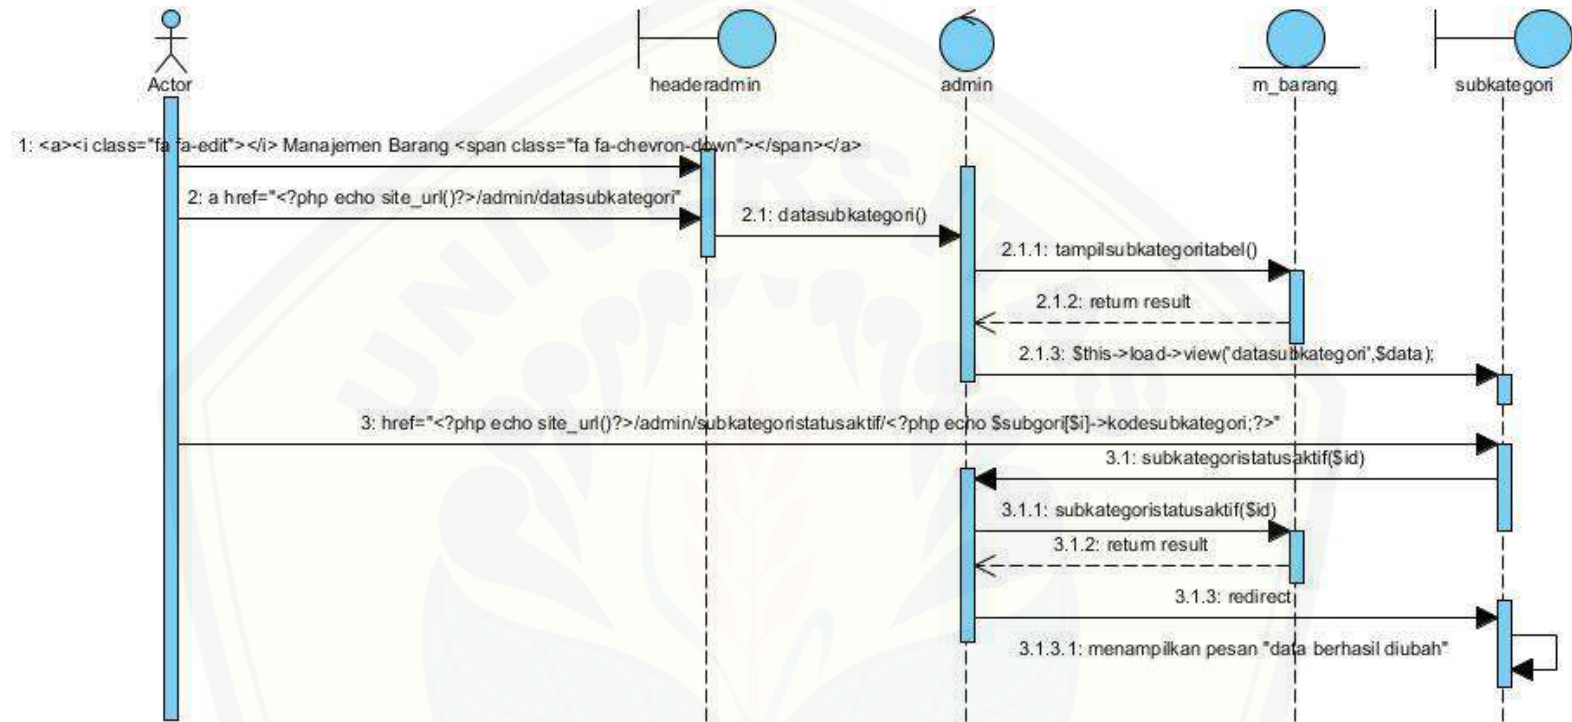 Actor
headeradmin
admin
m_barang
subkategori
1: <a><i class="fa fa-edit"></i> Manajemen Barang <span class="fa fa-chevron-down"></span></a>
2: a href="<?php echo site_url()?>/admin/datasubkategori"
2.1: datasubkategori()
2.1.1: tampilsubkategoritabel()
2.1.2: return result
2.1.3: $this->load->view('datasubkategori',$data);
3: href="<?php echo site_url()?>/admin/subkategoristatusaktif/<?php echo $subgori[$i]->kodesubkategori;?>"
3.1: subkategoristatusaktif($id)
3.1.1: subkategoristatusaktif($id)
3.1.2: return result
3.1.3: redirect
3.1.3.1: menampilkan pesan "data berhasil diubah"
UNIVERSITAS